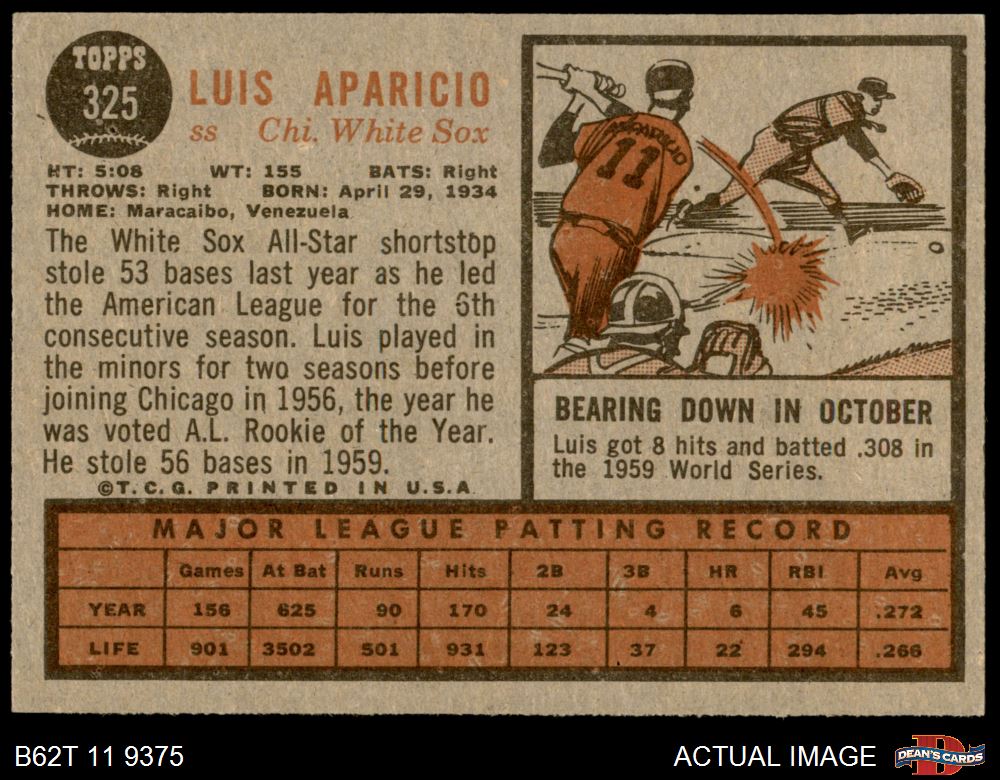 TOPPS
325
LUIS APARICIO
ss Chi. White Sox
HT: 5:08 WT: 155 BATS: Right
THROWS: Right BORN: April 29, 1934
HOME: Maracaibo, Venezuela
The White Sox All-Star shortstop
stole 53 bases last year as he led
the American League for the 6th
consecutive season. Luis played in
the minors for two seasons before
joining Chicago in 1956, the year he
was voted A.L. Rookie of the Year.
He stole 56 bases in 1959.
©T.C.G. PRINTED IN U.S.A.
APARICIO
11
BEARING DOWN IN OCTOBER
Luis got 8 hits and batted .308 in
the 1959 World Series.
MAJOR LEAGUE BATTING RECORD
Games At Bat Runs Hits 2B 3B HR RBI Avg
YEAR 156 625 90 170 24 4 6 45 .272
LIFE 901 3502 501 931 123 37 22 294 .266
B62T 11 9375
ACTUAL IMAGE
D
DEAN'S CARDS